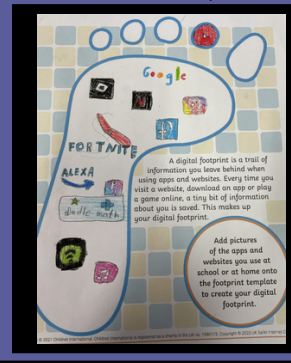 Google
FORTNITE
ALEXA
dodle math
A digital footprint is a trail of
information you leave behind when
using apps and websites. Every time you
visit a website, download an app or play
a game online, a tiny bit of information
about you is saved. This makes up
your digital footprint.
Add pictures
of the apps and
websites you use at
school or at home onto
the footprint template
to create your digital
footprint.